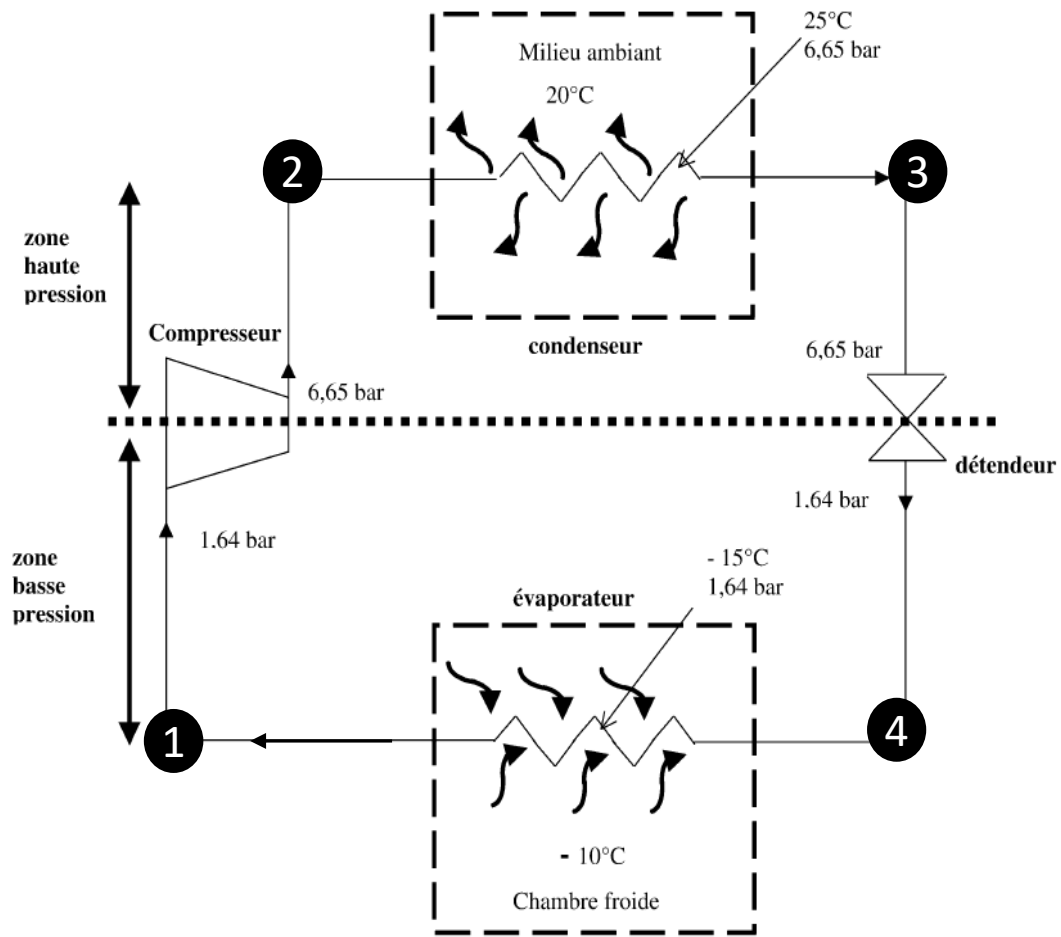 25°C
6,65 bar
Milieu ambiant
20°C
2
3
zone
haute
pression
Compresseur
condenseur
6,65 bar
6,65 bar
détendeur
1.64 bar
1.64 bar
zone
basse
pression
- 15°C
1,64 bar
évaporateur
1
4
- 10°C
Chambre froide